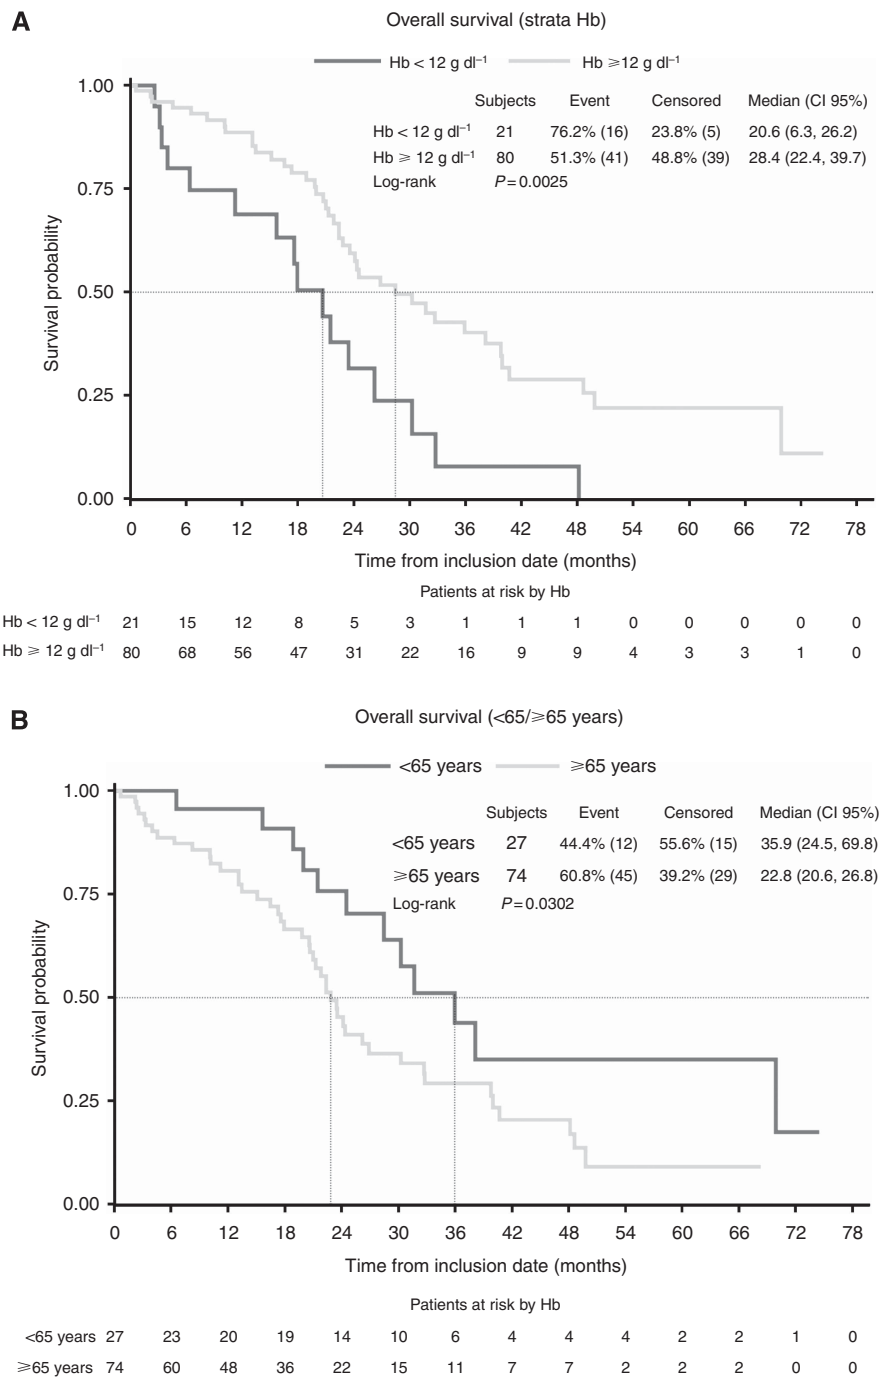 A
Overall survival (strata Hb)
Hb < 12 g dl⁻¹ Hb ⩾12 g dl⁻¹
Subjects Event Censored Median (CI 95%)
Hb < 12 g dl⁻¹ 21 76.2% (16) 23.8% (5) 20.6 (6.3, 26.2)
Hb ⩾ 12 g dl⁻¹ 80 51.3% (41) 48.8% (39) 28.4 (22.4, 39.7)
Log-rank P=0.0025
Survival probability
1.00
0.75
0.50
0.25
0.00
0 6 12 18 24 30 36 42 48 54 60 66 72 78
Time from inclusion date (months)
Patients at risk by Hb
Hb < 12 g dl⁻¹ 21 15 12 8 5 3 1 1 1 0 0 0 0 0
Hb ⩾ 12 g dl⁻¹ 80 68 56 47 31 22 16 9 9 4 3 3 1 0
B
Overall survival (<65/⩾65 years)
<65 years ⩾65 years
Subjects Event Censored Median (CI 95%)
<65 years 27 44.4% (12) 55.6% (15) 35.9 (24.5, 69.8)
⩾65 years 74 60.8% (45) 39.2% (29) 22.8 (20.6, 26.8)
Log-rank P=0.0302
Survival probability
1.00
0.75
0.50
0.25
0.00
0 6 12 18 24 30 36 42 48 54 60 66 72 78
Time from inclusion date (months)
Patients at risk by Hb
<65 years 27 23 20 19 14 10 6 4 4 4 2 2 1 0
⩾65 years 74 60 48 36 22 15 11 7 7 2 2 2 0 0